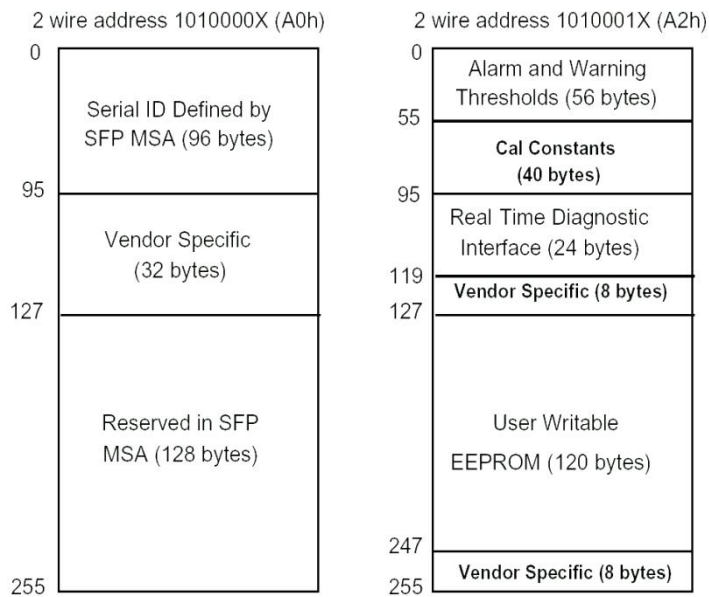 2 wire address 1010000X (A0h)
0
Serial ID Defined by
SFP MSA (96 bytes)
95
Vendor Specific
(32 bytes)
127
Reserved in SFP
MSA (128 bytes)
255
2 wire address 1010001X (A2h)
0
Alarm and Warning
Thresholds (56 bytes)
55
Cal Constants
(40 bytes)
95
Real Time Diagnostic
Interface (24 bytes)
119
Vendor Specific (8 bytes)
127
User Writable
EEPROM (120 bytes)
247
Vendor Specific (8 bytes)
255